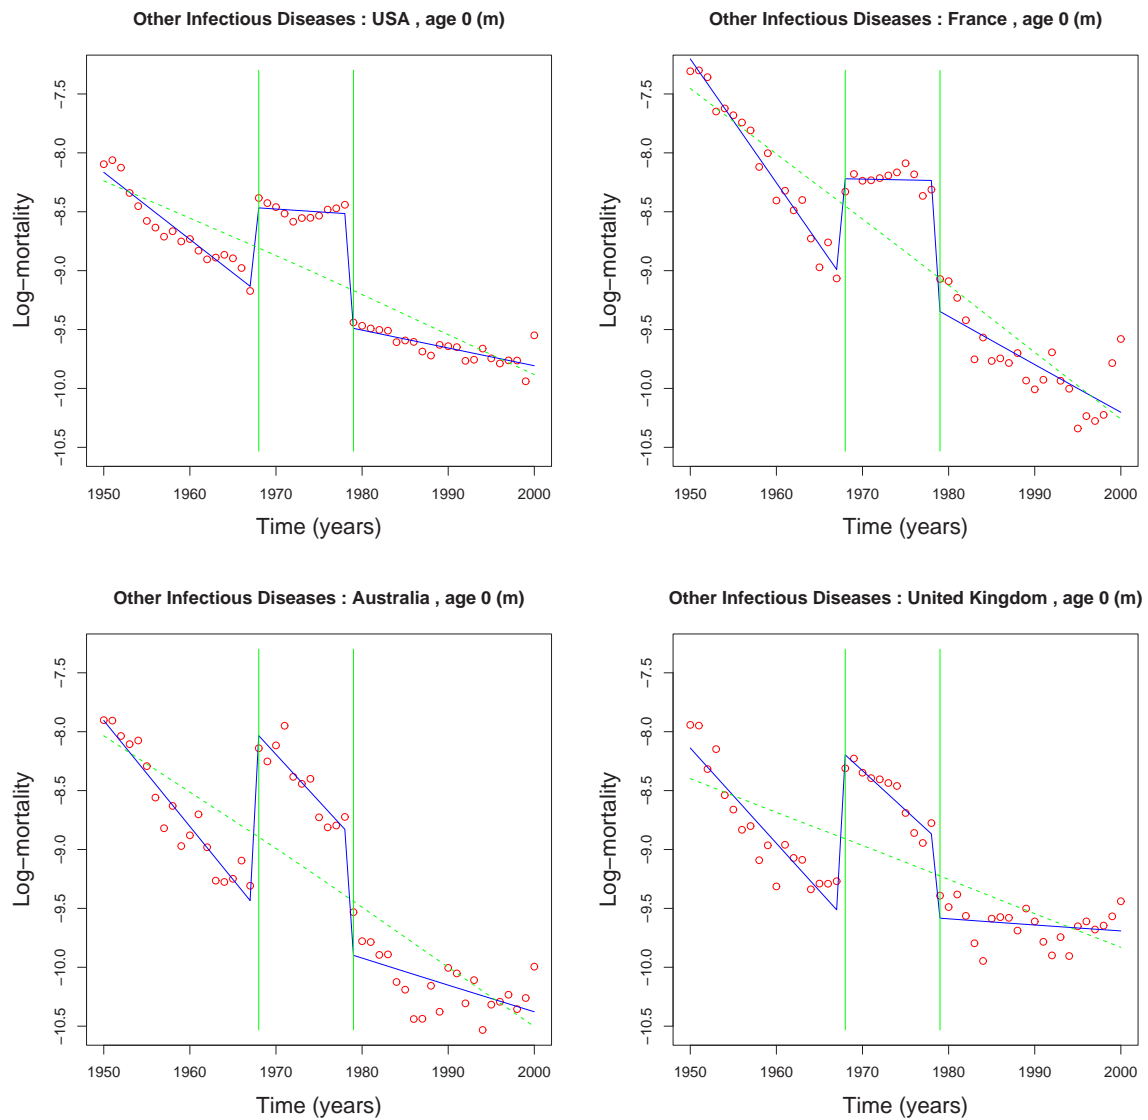 Other Infectious Diseases : USA , age 0 (m)
−7.5
−8.0
−8.5
−9.0
−9.5
−10.0
−10.5
Log−mortality
1950 1960 1970 1980 1990 2000
Time (years)
Other Infectious Diseases : France , age 0 (m)
−7.5
−8.0
−8.5
−9.0
−9.5
−10.0
−10.5
Log−mortality
1950 1960 1970 1980 1990 2000
Time (years)
Other Infectious Diseases : Australia , age 0 (m)
−7.5
−8.0
−8.5
−9.0
−9.5
−10.0
−10.5
Log−mortality
1950 1960 1970 1980 1990 2000
Time (years)
Other Infectious Diseases : United Kingdom , age 0 (m)
−7.5
−8.0
−8.5
−9.0
−9.5
−10.0
−10.5
Log−mortality
1950 1960 1970 1980 1990 2000
Time (years)